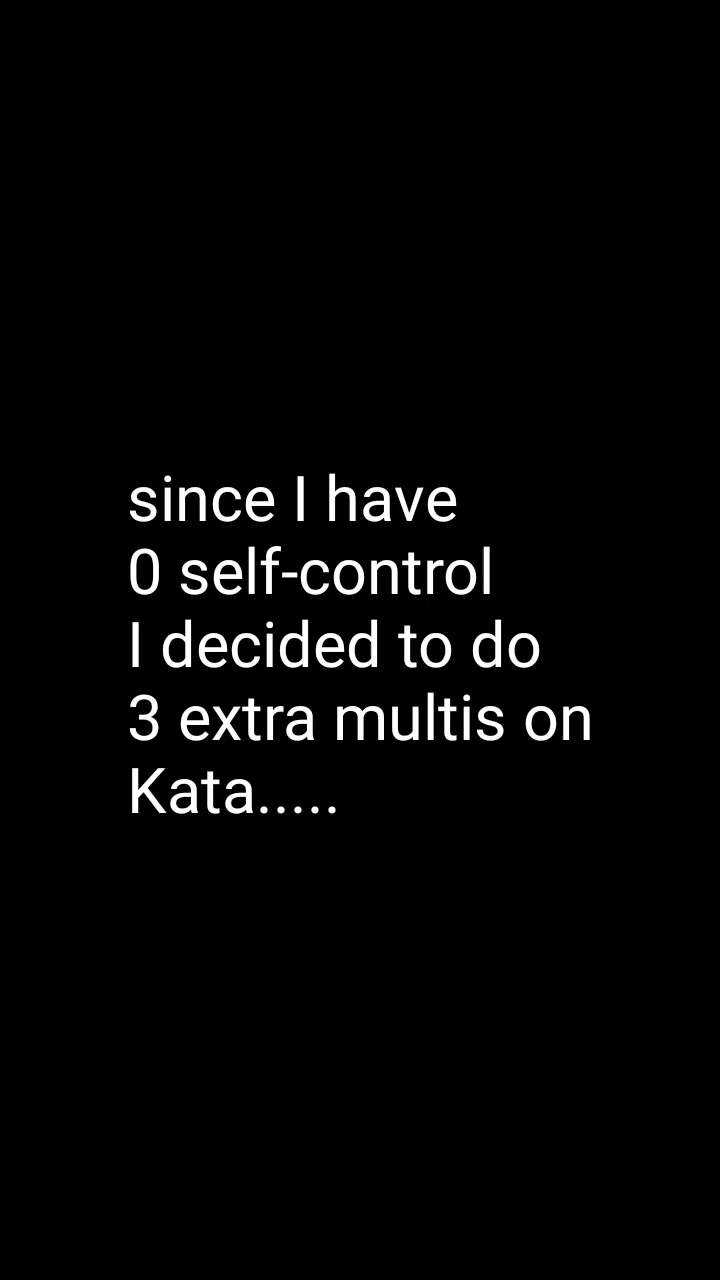 since I have
0 self-control
I decided to do
3 extra multis on
Kata.....